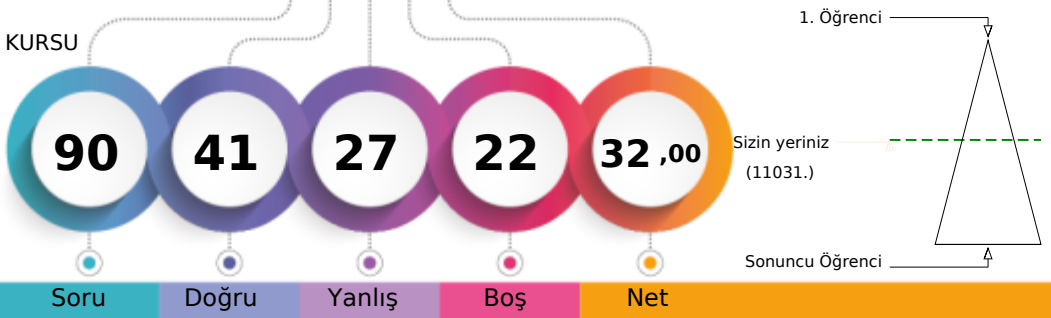 KURSU
90 41 27 22 32 ,00
Soru Doğru Yanlış Boş Net
1. Öğrenci
Sizin yeriniz
(11031.)
Sonuncu Öğrenci